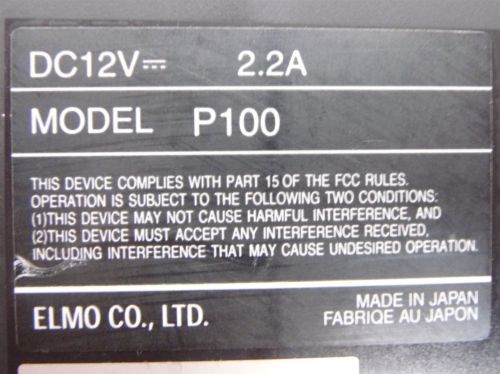 DC12V⎓ 2.2A
MODEL P100
THIS DEVICE COMPLIES WITH PART 15 OF THE FCC RULES.
OPERATION IS SUBJECT TO THE FOLLOWING TWO CONDITIONS:
(1)THIS DEVICE MAY NOT CAUSE HARMFUL INTERFERENCE, AND
(2)THIS DEVICE MUST ACCEPT ANY INTERFERENCE RECEIVED,
INCLUDING INTERFERENCE THAT MAY CAUSE UNDESIRED OPERATION.
ELMO CO., LTD.
MADE IN JAPAN
FABRIQE AU JAPON